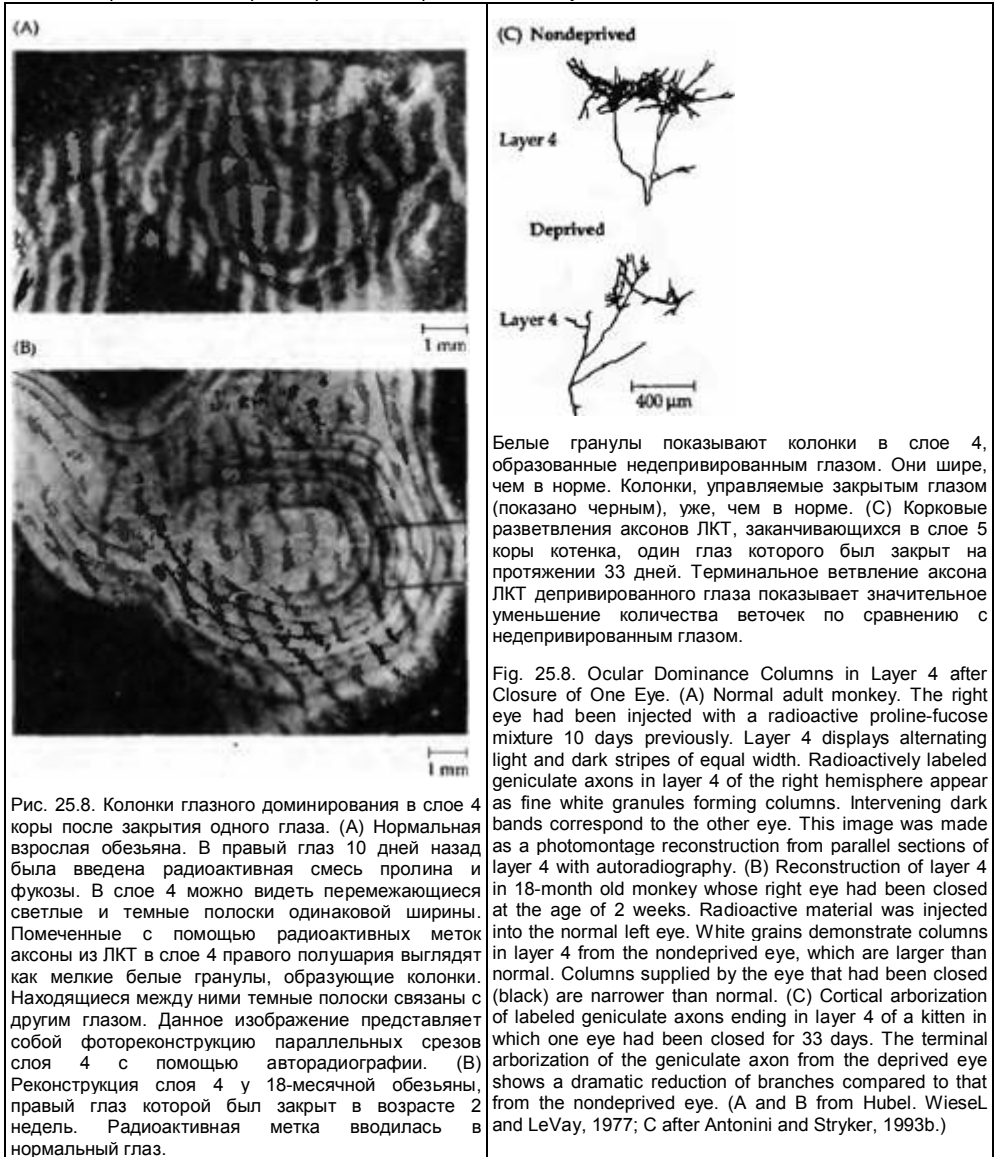 (A)
1 mm
(B)
1 mm
Рис. 25.8. Колонки глазного доминирования в слое 4
коры после закрытия одного глаза. (А) Нормальная
взрослая обезьяна. В правый глаз 10 дней назад
была введена радиоактивная смесь пролина и
фукозы. В слое 4 можно видеть перемежающиеся
светлые и темные полоски одинаковой ширины.
Помеченные с помощью радиоактивных меток
аксоны из ЛКТ в слое 4 правого полушария выглядят
как мелкие белые гранулы, образующие колонки.
Находящиеся между ними темные полоски связаны с
другим глазом. Данное изображение представляет
собой фотореконструкцию параллельных срезов
слоя 4 с помощью авторадиографии. (В)
Реконструкция слоя 4 у 18-месячной обезьяны,
правый глаз которой был закрыт в возрасте 2
недель. Радиоактивная метка вводилась в
нормальный глаз.
(C) Nondeprived
Layer 4
Deprived
Layer 4
400 µm
Белые гранулы показывают колонки в слое 4,
образованные недепривированным глазом. Они шире,
чем в норме. Колонки, управляемые закрытым глазом
(показано черным), уже, чем в норме. (С) Корковые
разветвления аксонов ЛКТ, заканчивающихся в слое 5
коры котенка, один глаз которого был закрыт на
протяжении 33 дней. Терминальное ветвление аксона
ЛКТ депривированного глаза показывает значительное
уменьшение количества веточек по сравнению с
недепривированным глазом.
Fig. 25.8. Ocular Dominance Columns in Layer 4 after
Closure of One Eye. (A) Normal adult monkey. The right
eye had been injected with a radioactive proline-fucose
mixture 10 days previously. Layer 4 displays alternating
light and dark stripes of equal width. Radioactively labeled
geniculate axons in layer 4 of the right hemisphere appear
as fine white granules forming columns. Intervening dark
bands correspond to the other eye. This image was made
as a photomontage reconstruction from parallel sections of
layer 4 with autoradiography. (B) Reconstruction of layer 4
in 18-month old monkey whose right eye had been closed
at the age of 2 weeks. Radioactive material was injected
into the normal left eye. White grains demonstrate columns
in layer 4 from the nondeprived eye, which are larger than
normal. Columns supplied by the eye that had been closed
(black) are narrower than normal. (C) Cortical arborization
of labeled geniculate axons ending in layer 4 of a kitten in
which one eye had been closed for 33 days. The terminal
arborization of the geniculate axon from the deprived eye
shows a dramatic reduction of branches compared to that
from the nondeprived eye. (A and B from Hubel. WieseL
and LeVay, 1977; C after Antonini and Stryker, 1993b.)